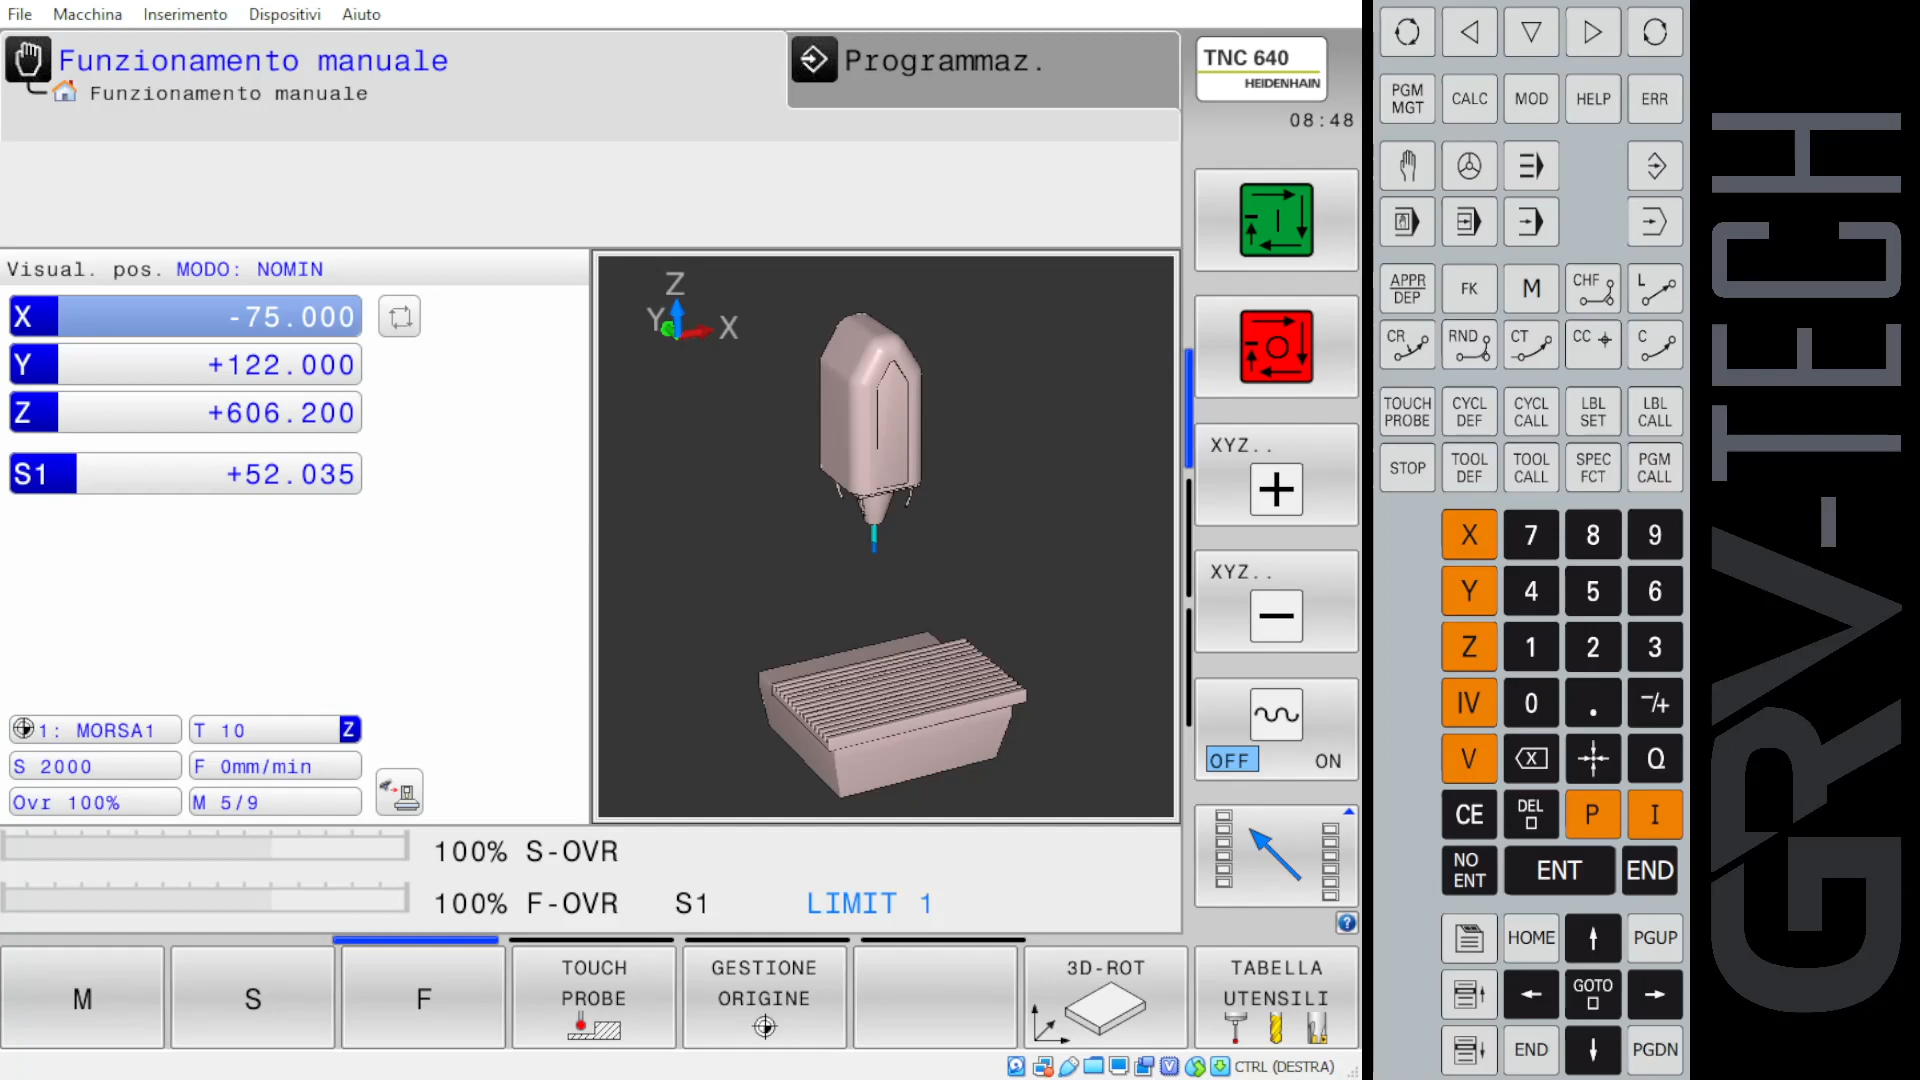 File Macchina Inserimento Dispositivi Aiuto
Funzionamento manuale
Funzionamento manuale
Programmaz.
TNC 640
HEIDENHAIN
08:48
Visual. pos. MODO: NOMIN
X -75.000
Y +122.000
Z +606.200
S1 +52.035
Z
Y
X
1: MORSA1
T 10
Z
S 2000
F 0mm/min
Ovr 100%
M 5/9
100% S-OVR
100% F-OVR S1 LIMIT 1
XYZ..
+
XYZ..
−
OFF ON
M
S
F
TOUCH
PROBE
GESTIONE
ORIGINE
3D-ROT
TABELLA
UTENSILI
CTRL (DESTRA)
PGM
MGT
CALC
MOD
HELP
ERR
APPR
DEP
FK
M
CHF
L
CR
RND
CT
CC
C
TOUCH
PROBE
CYCL
DEF
CYCL
CALL
LBL
SET
LBL
CALL
STOP
TOOL
DEF
TOOL
CALL
SPEC
FCT
PGM
CALL
X 7 8 9
Y 4 5 6
Z 1 2 3
IV 0 . −/+
V X Q
CE
DEL
P
I
NO
ENT
ENT
END
HOME
PGUP
GOTO
END
PGDN
GRV-TECH